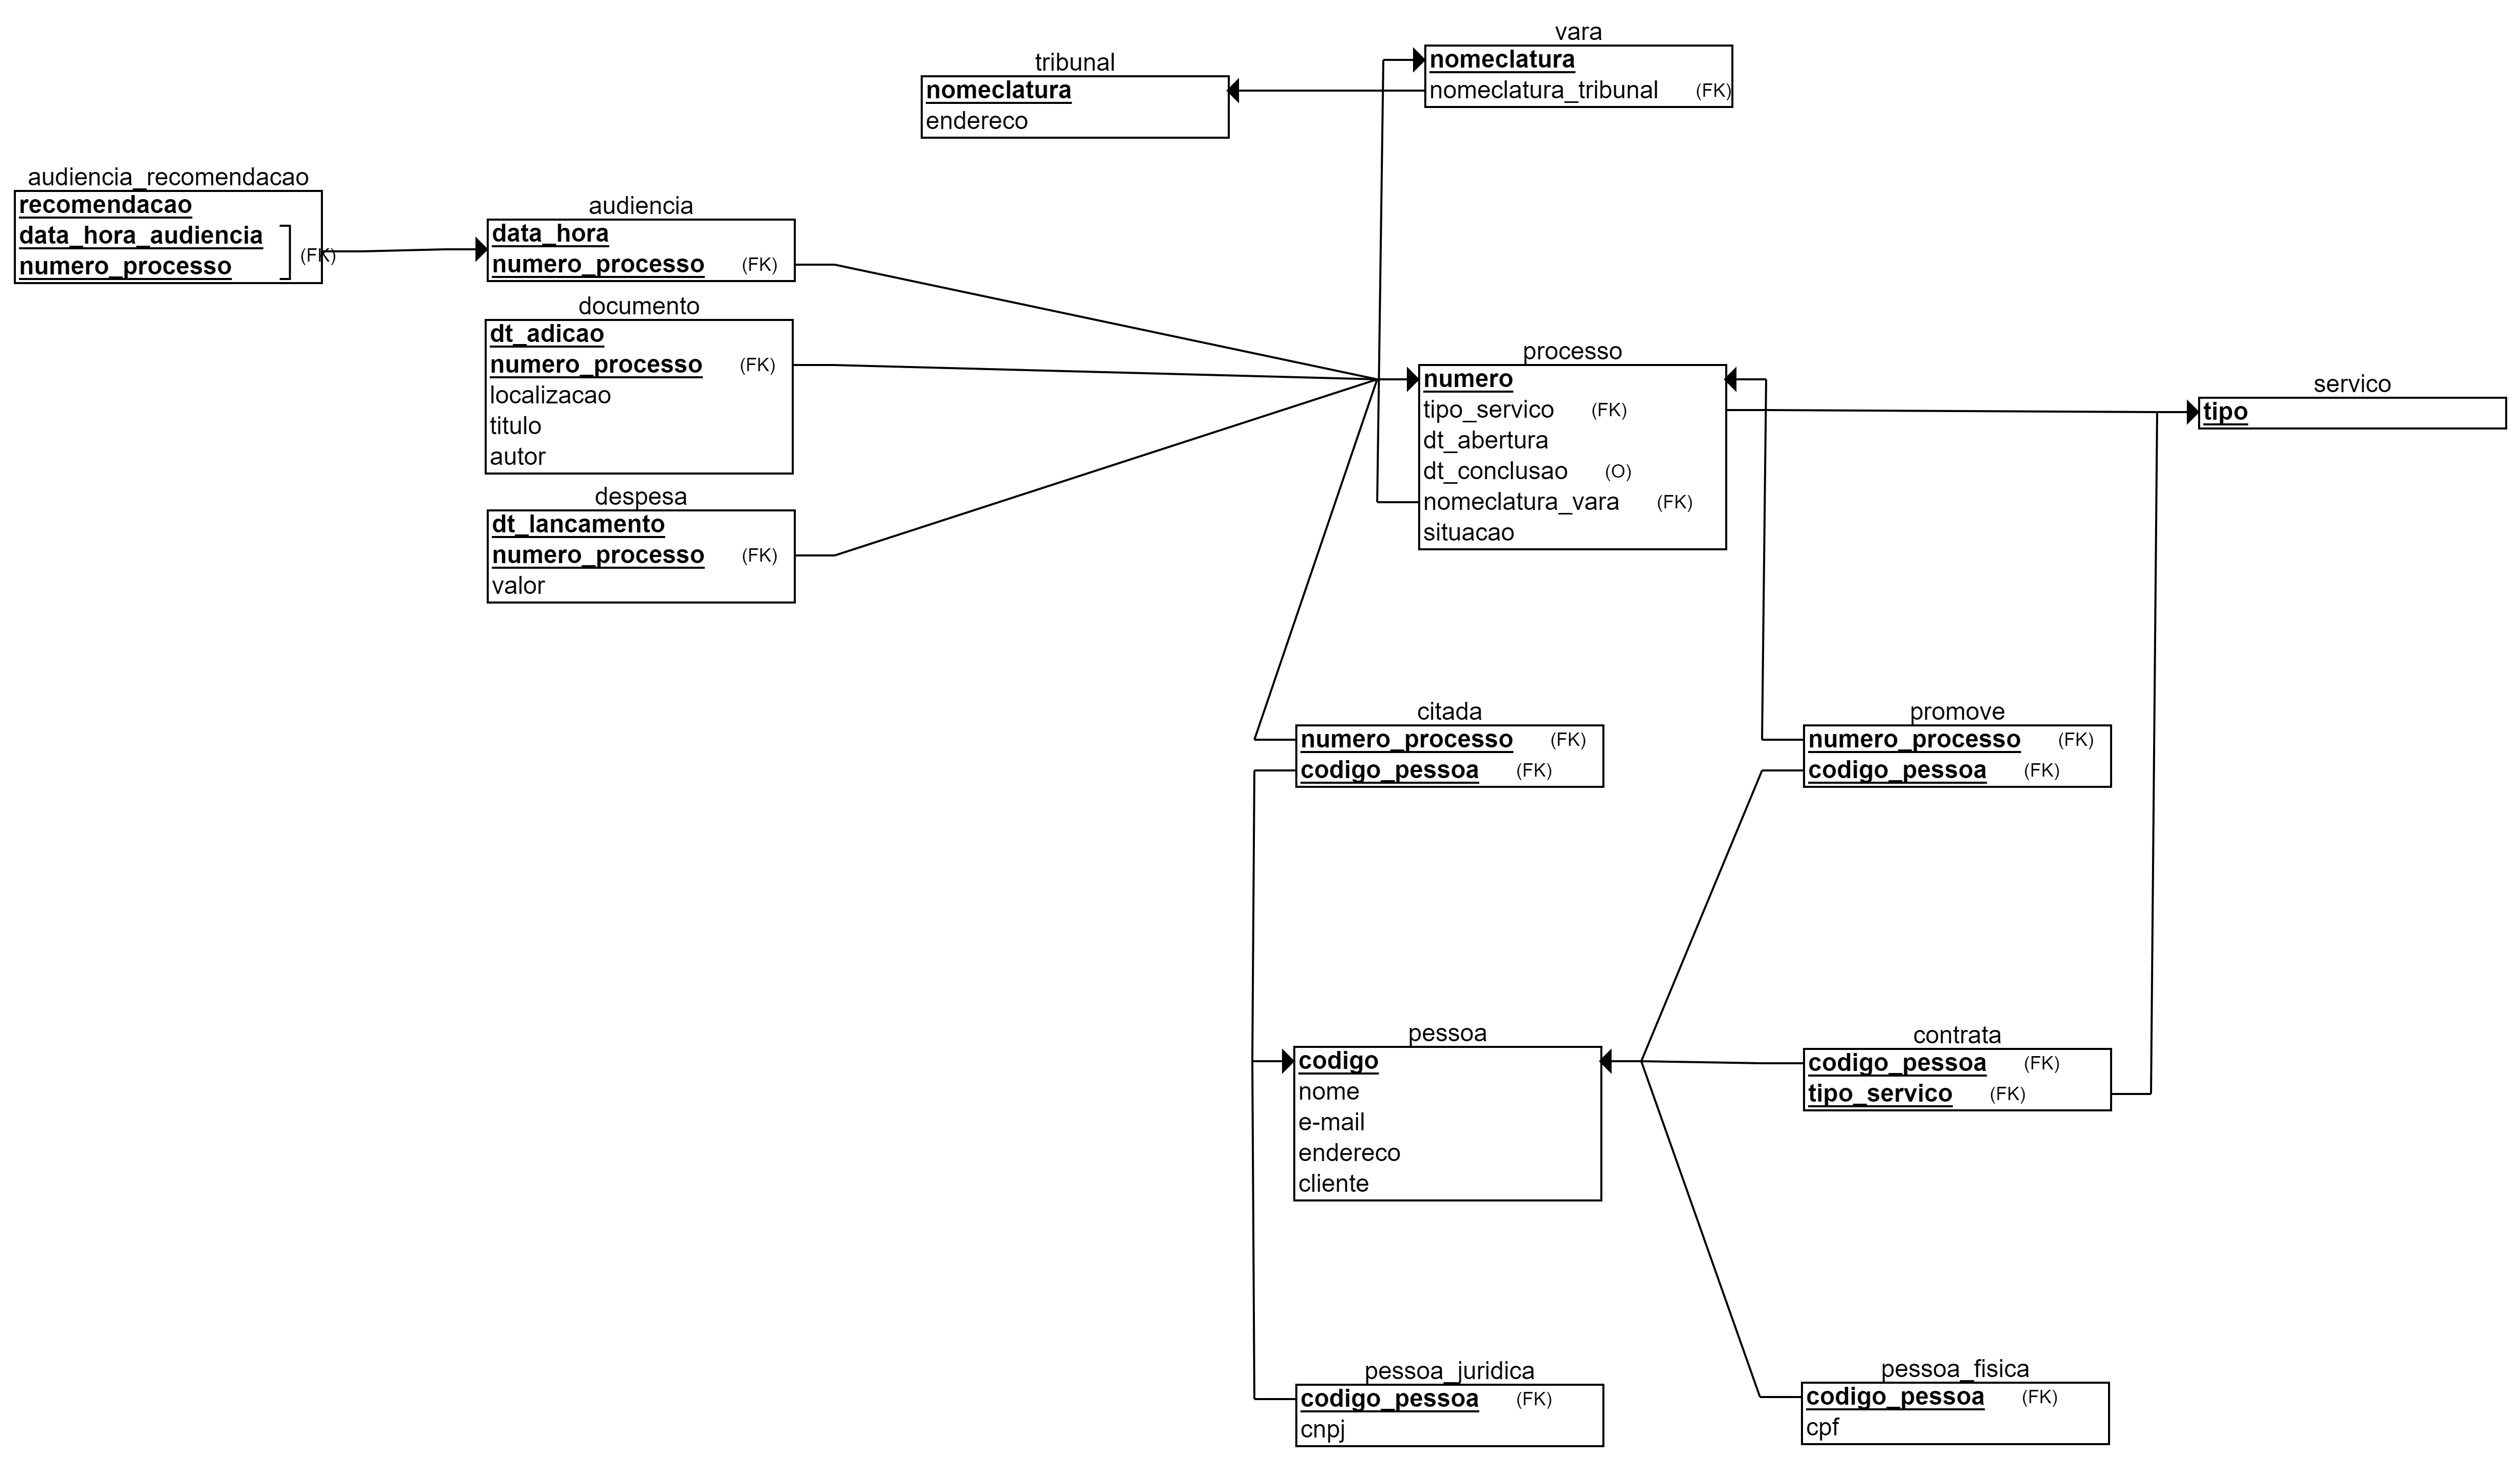 vara
nomeclatura
nomeclatura_tribunal (FK)
tribunal
nomeclatura
endereco
audiencia_recomendacao
recomendacao
data_hora_audiencia
numero_processo
(FK)
audiencia
data_hora
numero_processo (FK)
documento
dt_adicao
numero_processo (FK)
localizacao
titulo
autor
despesa
dt_lancamento
numero_processo (FK)
valor
processo
numero
tipo_servico (FK)
dt_abertura
dt_conclusao (O)
nomeclatura_vara (FK)
situacao
servico
tipo
citada
numero_processo (FK)
codigo_pessoa (FK)
promove
numero_processo (FK)
codigo_pessoa (FK)
pessoa
codigo
nome
e-mail
endereco
cliente
contrata
codigo_pessoa (FK)
tipo_servico (FK)
pessoa_juridica
codigo_pessoa (FK)
cnpj
pessoa_fisica
codigo_pessoa (FK)
cpf